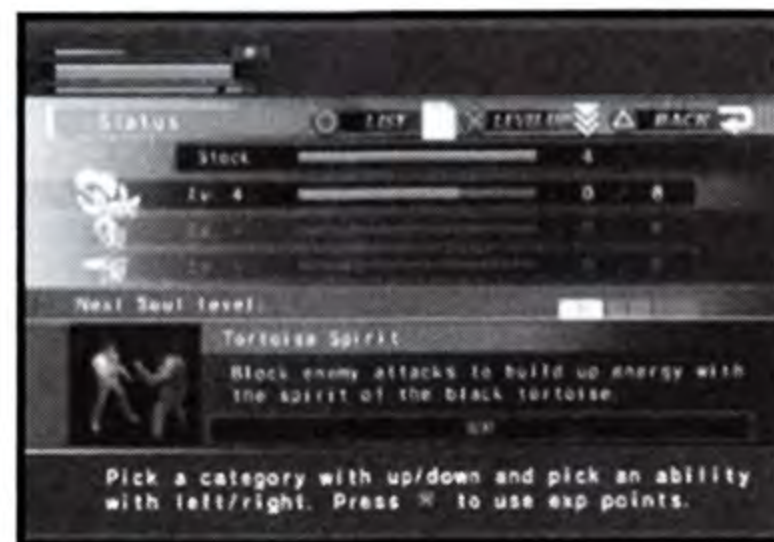 Status
LIST LEVEL UP BACK
Stock 4
Lv 4 0 8
Next Soul level:
Tortoise Spirit
Block enemy attacks to build up energy with
the spirit of the black tortoise.
Pick a category with up/down and pick an ability
with left/right. Press to use exp points.